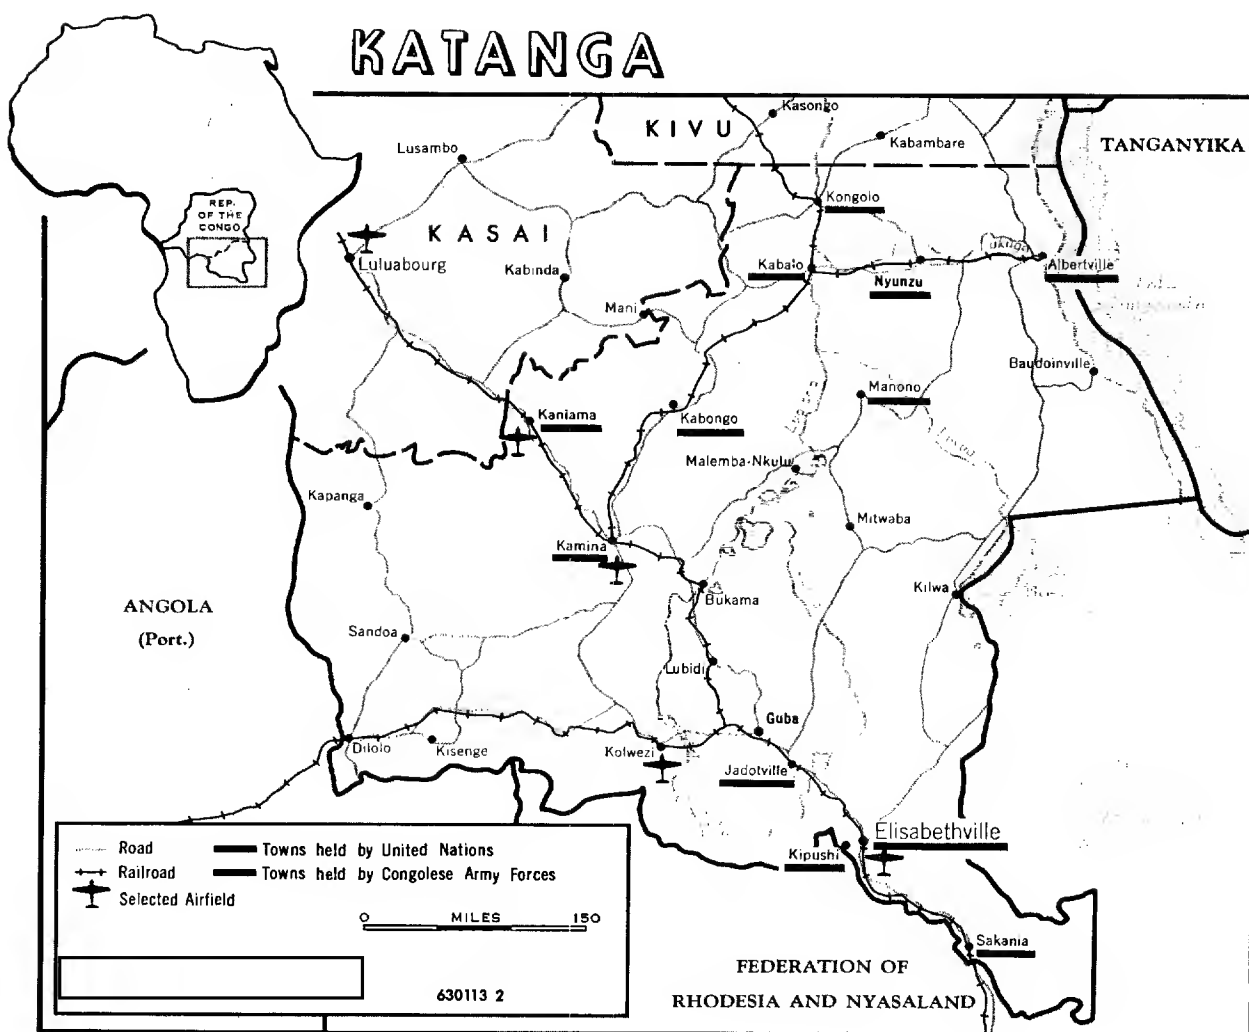 KATANGA
KIVU
Kasongo
Kabambare
TANGANYIKA
Lusambo
REP.
OF THE
CONGO
Kongolo
KASAI
Luluabourg
Kabinda
Kabalo
Nyunzu
Lukuga
Albertville
Mani
Baudoinville
Manono
Kaniama
Kabongo
Malemba-Nkulu
Kapanga
Mitwaba
Kamina
Bukama
Kilwa
ANGOLA
(Port.)
Sandoa
Lubidi
Guba
Dilolo
Kisenge
Kolwezi
Jadotville
Elisabethville
Kipushi
Road
Towns held by United Nations
Railroad
Towns held by Congolese Army Forces
Selected Airfield
0 MILES 150
630113 2
Sakania
FEDERATION OF
RHODESIA AND NYASALAND